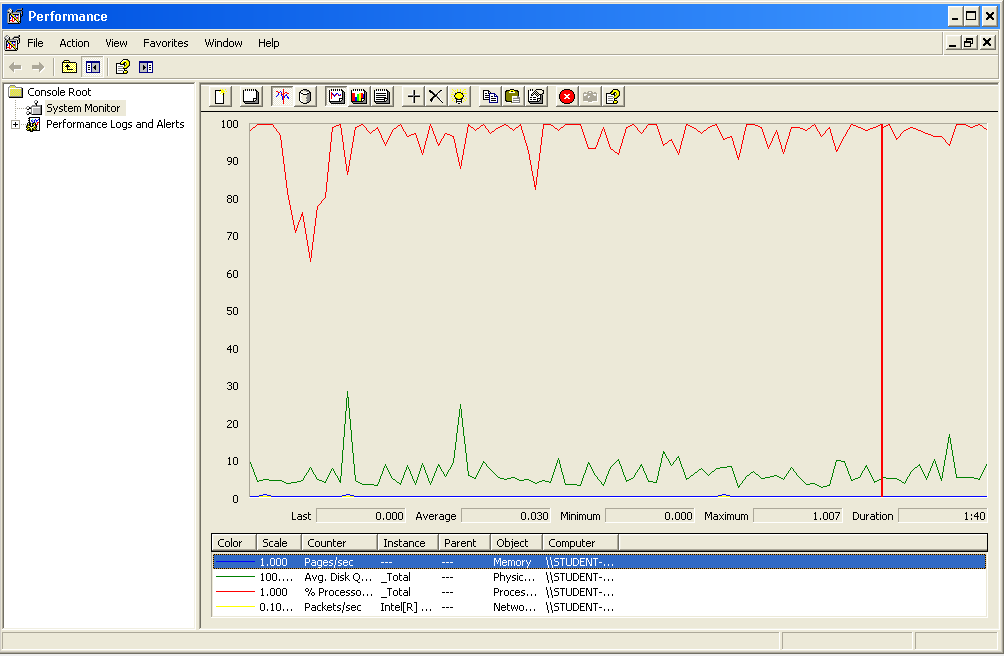 Performance
File Action View Favorites Window Help
Console Root
System Monitor
Performance Logs and Alerts
100
90
80
70
60
50
40
30
20
10
0
Last 0.000 Average 0.030 Minimum 0.000 Maximum 1.007 Duration 1:40
Color Scale Counter Instance Parent Object Computer
1.000 Pages/sec --- --- Memory \\STUDENT-...
100.... Avg. Disk Q... _Total --- Physic... \\STUDENT-...
1.000 % Processo... _Total --- Proces... \\STUDENT-...
0.10... Packets/sec Intel[R] ... --- Netwo... \\STUDENT-...